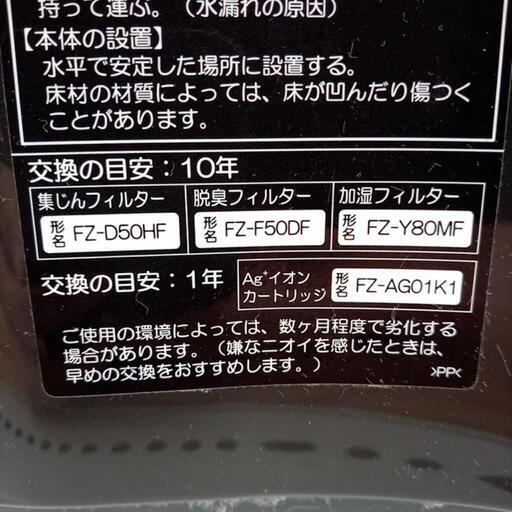 持って運ぶ。（水漏れの原因）
【本体の設置】
水平で安定した場所に設置する。
床材の材質によっては、床が凹んだり傷つく
ことがあります。
交換の目安：10年
集じんフィルター 脱臭フィルター 加湿フィルター
形名 FZ-D50HF 形名 FZ-F50DF 形名 FZ-Y80MF
交換の目安：1年 Ag⁺イオンカートリッジ 形名 FZ-AG01K1
ご使用の環境によっては、数ヶ月程度で劣化する
場合があります。（嫌なニオイを感じたときは、
早めの交換をおすすめします。） >PP<